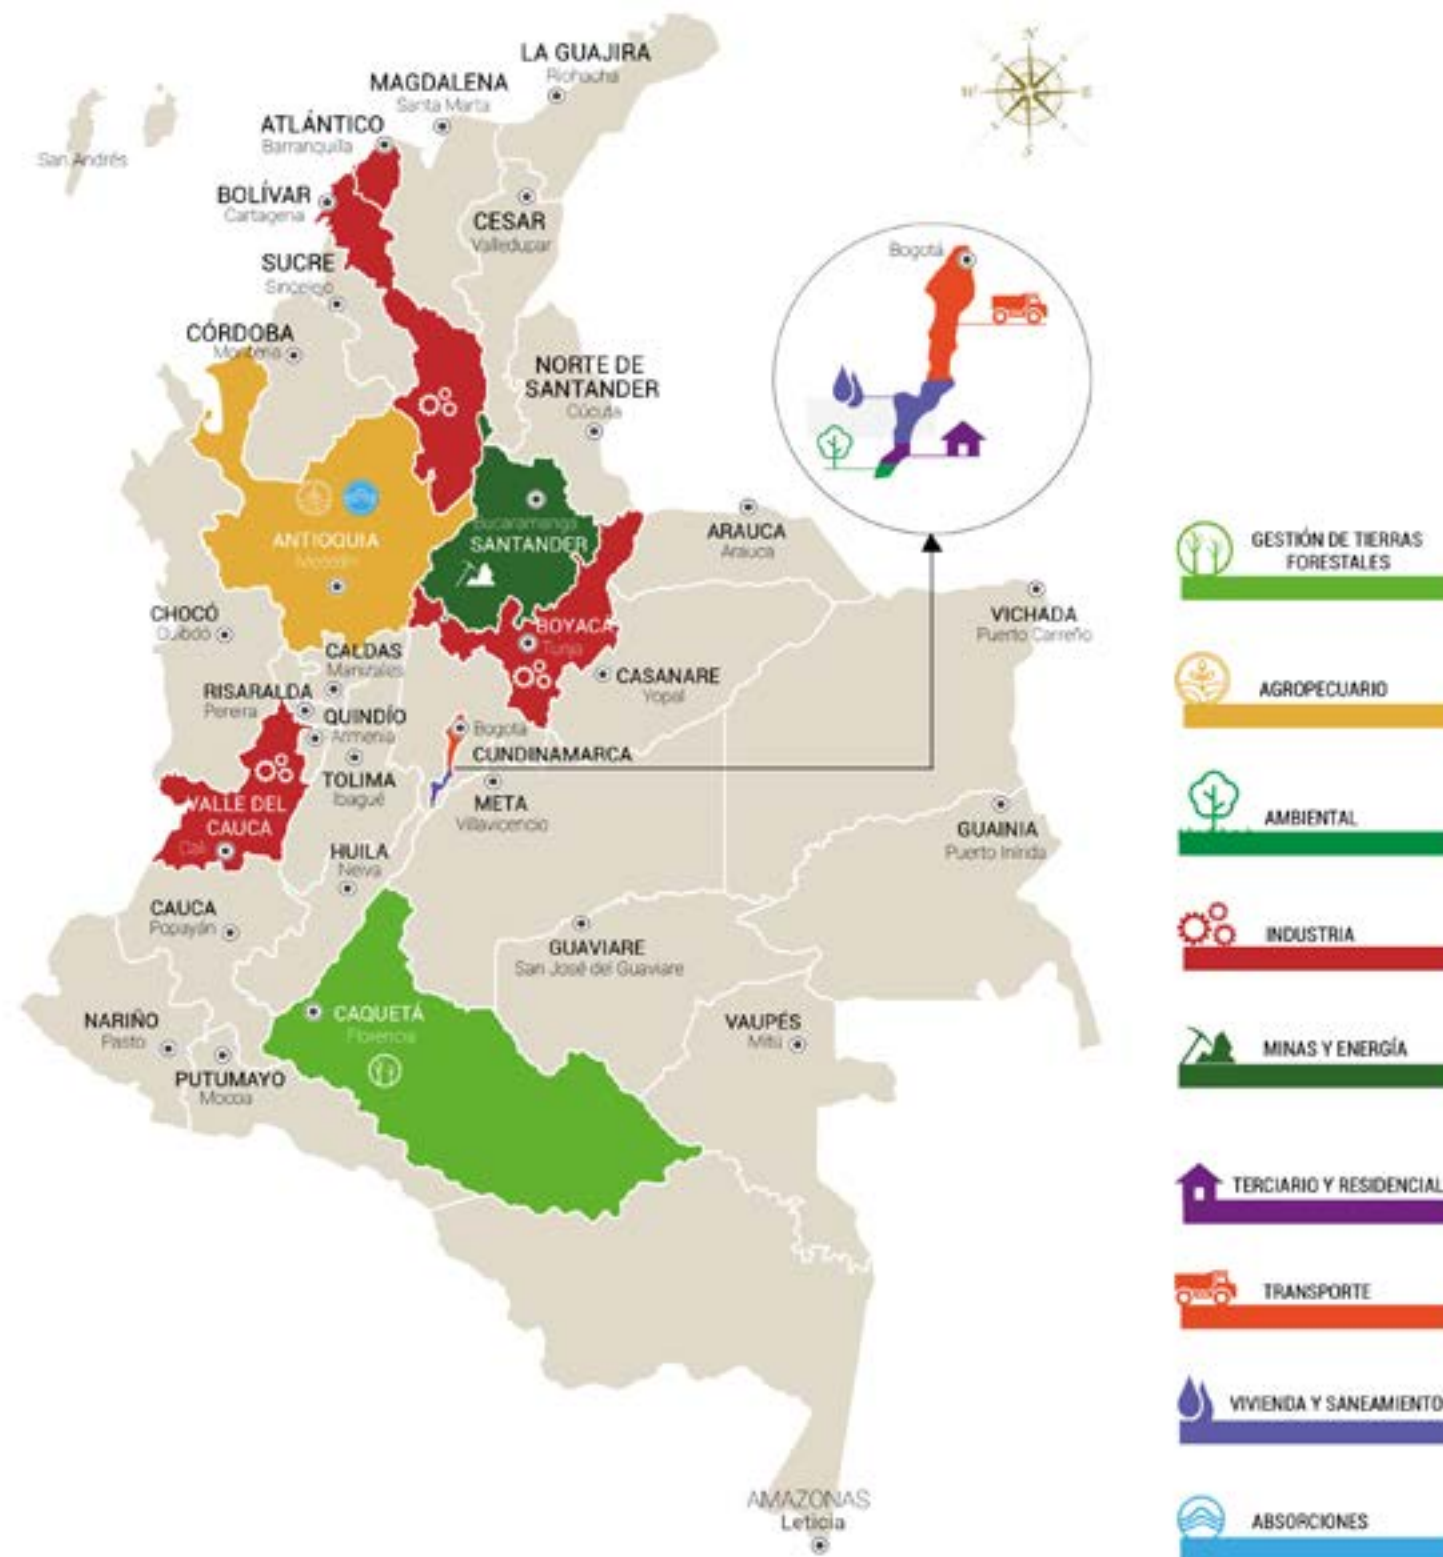 LA GUAJIRA
Riohacha
MAGDALENA
Santa Marta
ATLÁNTICO
Barranquilla
San Andrés
BOLÍVAR
Cartagena
CESAR
Valledupar
SUCRE
Sincelejo
CÓRDOBA
Montería
NORTE DE
SANTANDER
Cúcuta
N
W
E
S
Bogotá
ANTIOQUIA
Medellín
Bucaramanga
SANTANDER
ARAUCA
Arauca
VICHADA
Puerto Carreño
CHOCÓ
Quibdó
BOYACÁ
Tunja
CALDAS
Manizales
CASANARE
Yopal
RISARALDA
Pereira
QUINDÍO
Armenia
Bogotá
CUNDINAMARCA
TOLIMA
Ibagué
META
Villavicencio
VALLE DEL
CAUCA
Cali
GUAINIA
Puerto Inírida
HUILA
Neiva
CAUCA
Popayán
GUAVIARE
San José del Guaviare
CAQUETÁ
Florencia
NARIÑO
Pasto
VAUPÉS
Mitú
PUTUMAYO
Mocoa
AMAZONAS
Leticia
GESTIÓN DE TIERRAS
FORESTALES
AGROPECUARIO
AMBIENTAL
INDUSTRIA
MINAS Y ENERGÍA
TERCIARIO Y RESIDENCIAL
TRANSPORTE
VIVIENDA Y SANEAMIENTO
ABSORCIONES